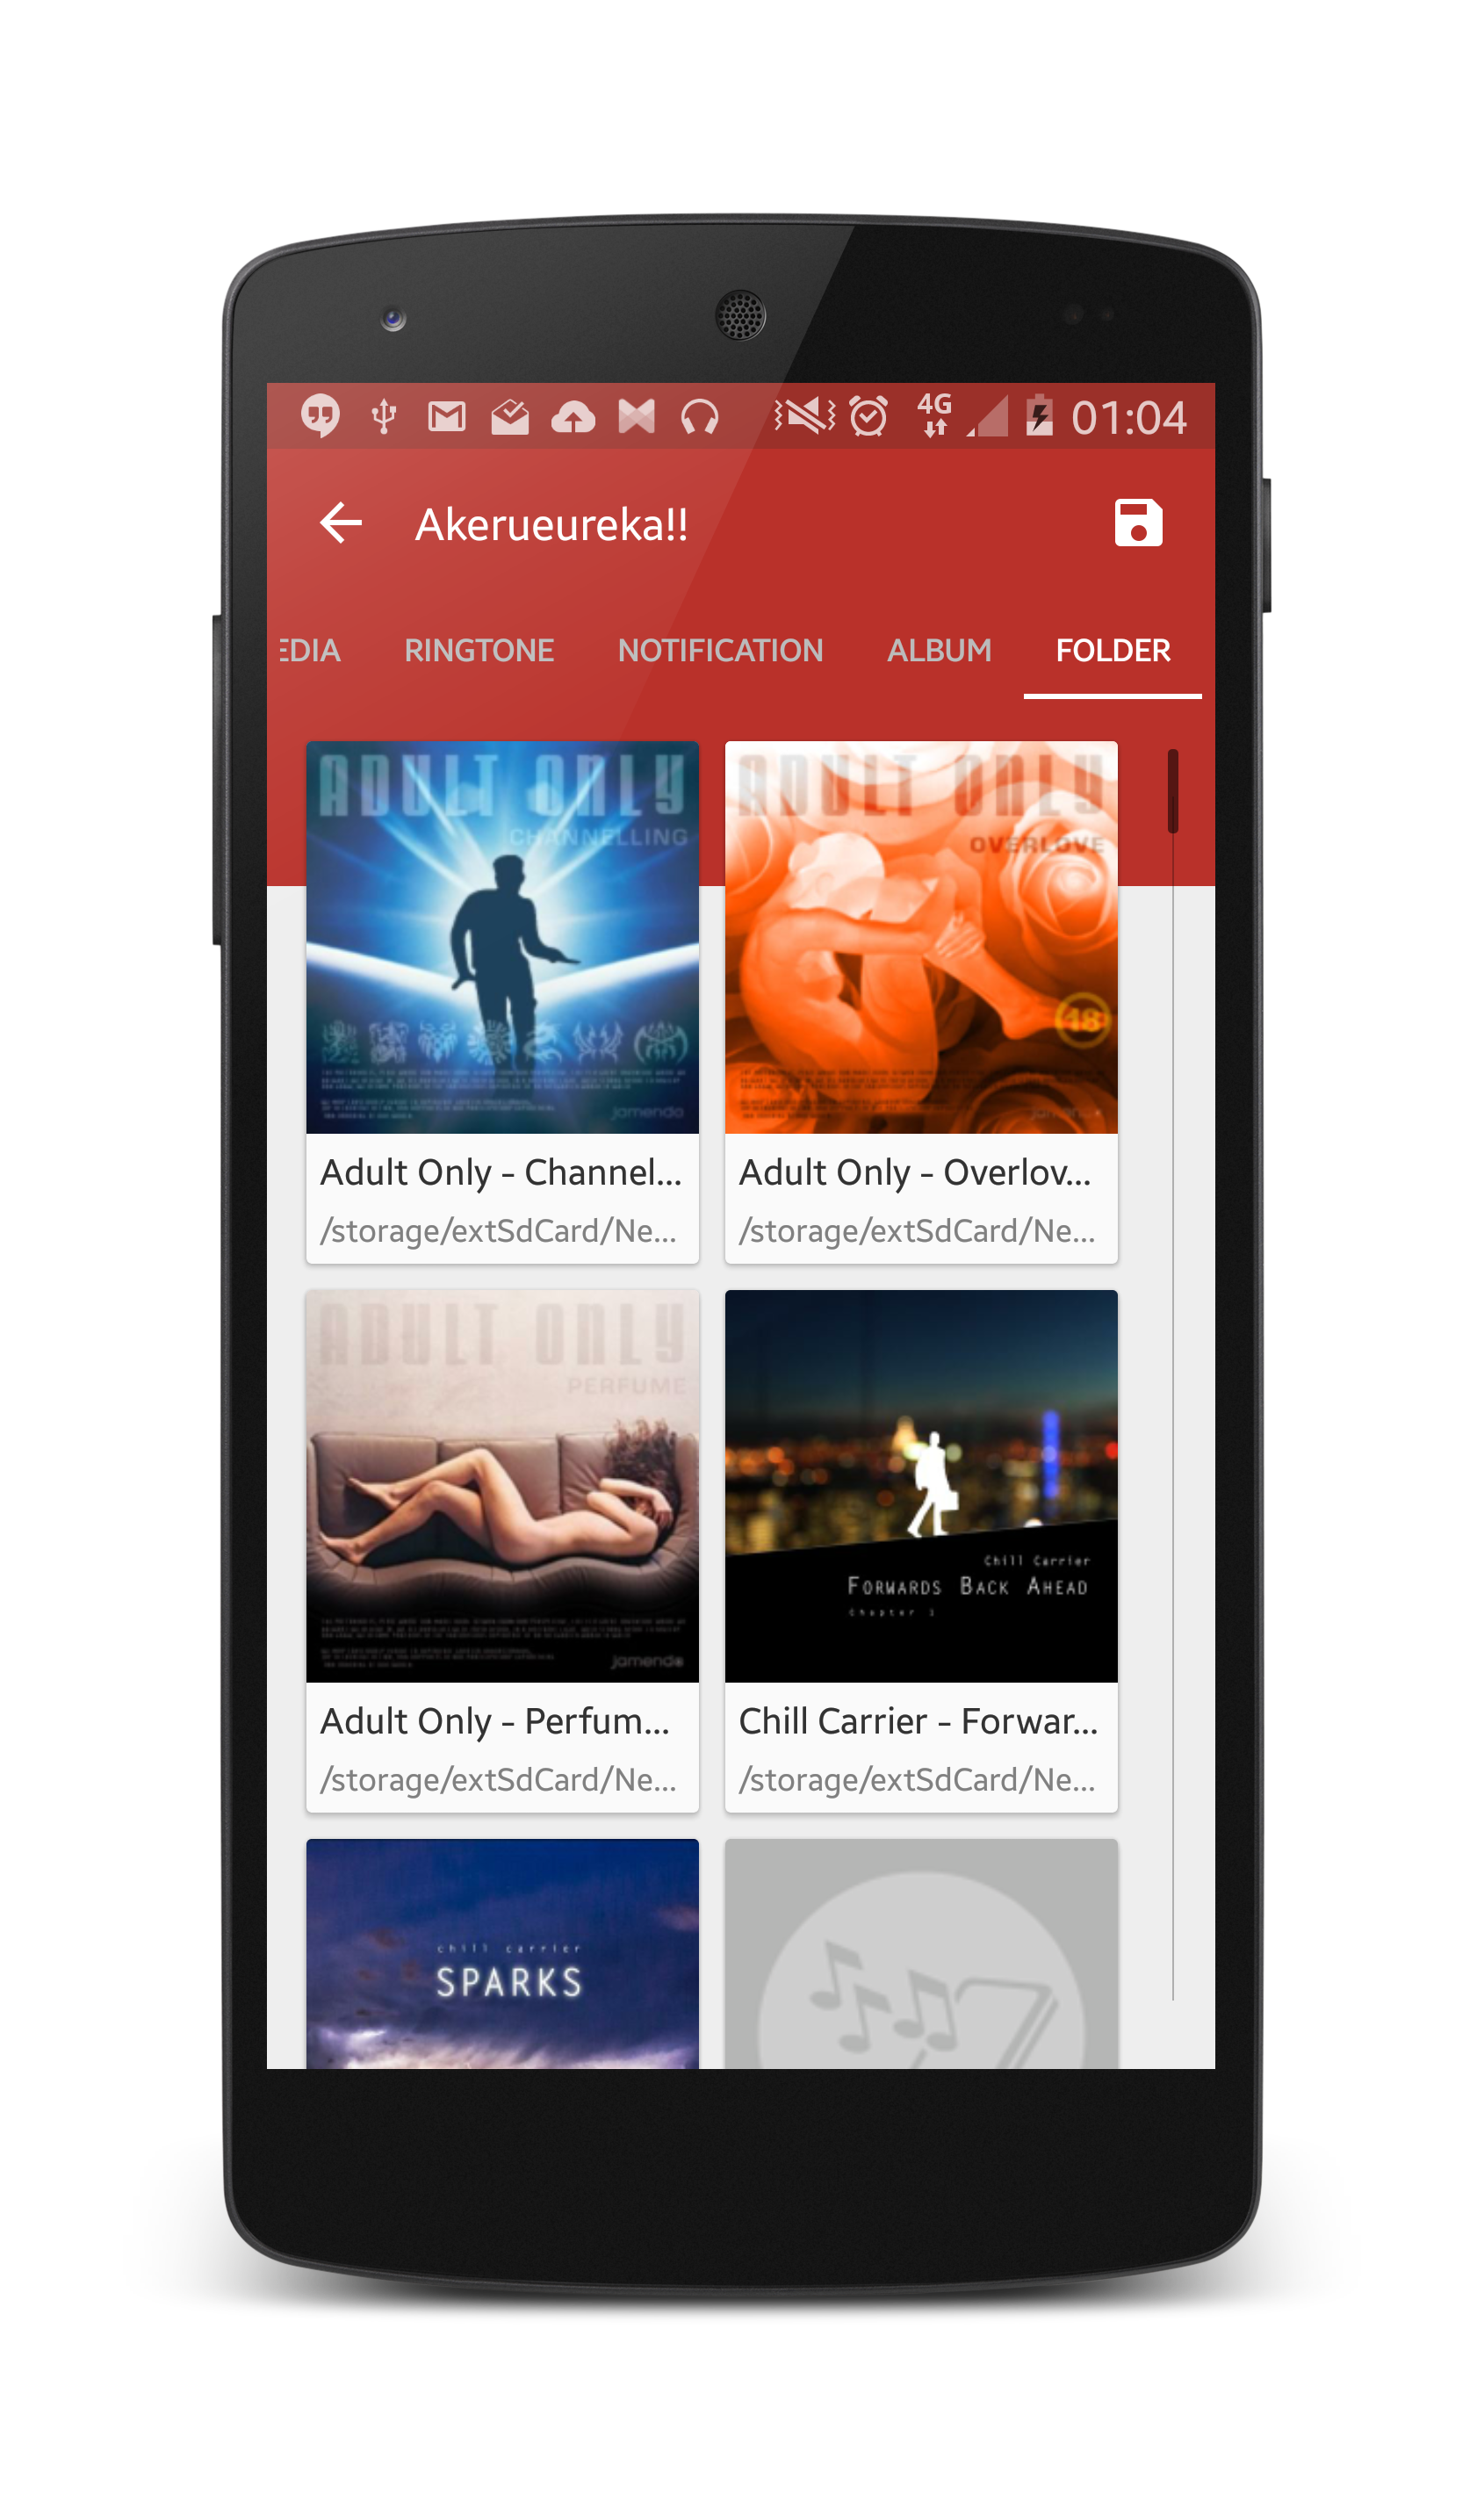 4G
01:04
Akerueureka!!
EDIA RINGTONE NOTIFICATION ALBUM FOLDER
ADULT ONLY
CHANNELLING
jamendo
Adult Only - Channel...
/storage/extSdCard/Ne...
ADULT ONLY
OVERLOVE
18
Adult Only - Overlov...
/storage/extSdCard/Ne...
ADULT ONLY
PERFUME
jamendo
Adult Only - Perfum...
/storage/extSdCard/Ne...
Chill Carrier
FORWARDS BACK AHEAD
Chapter 1
Chill Carrier - Forwar...
/storage/extSdCard/Ne...
chill carrier
SPARKS